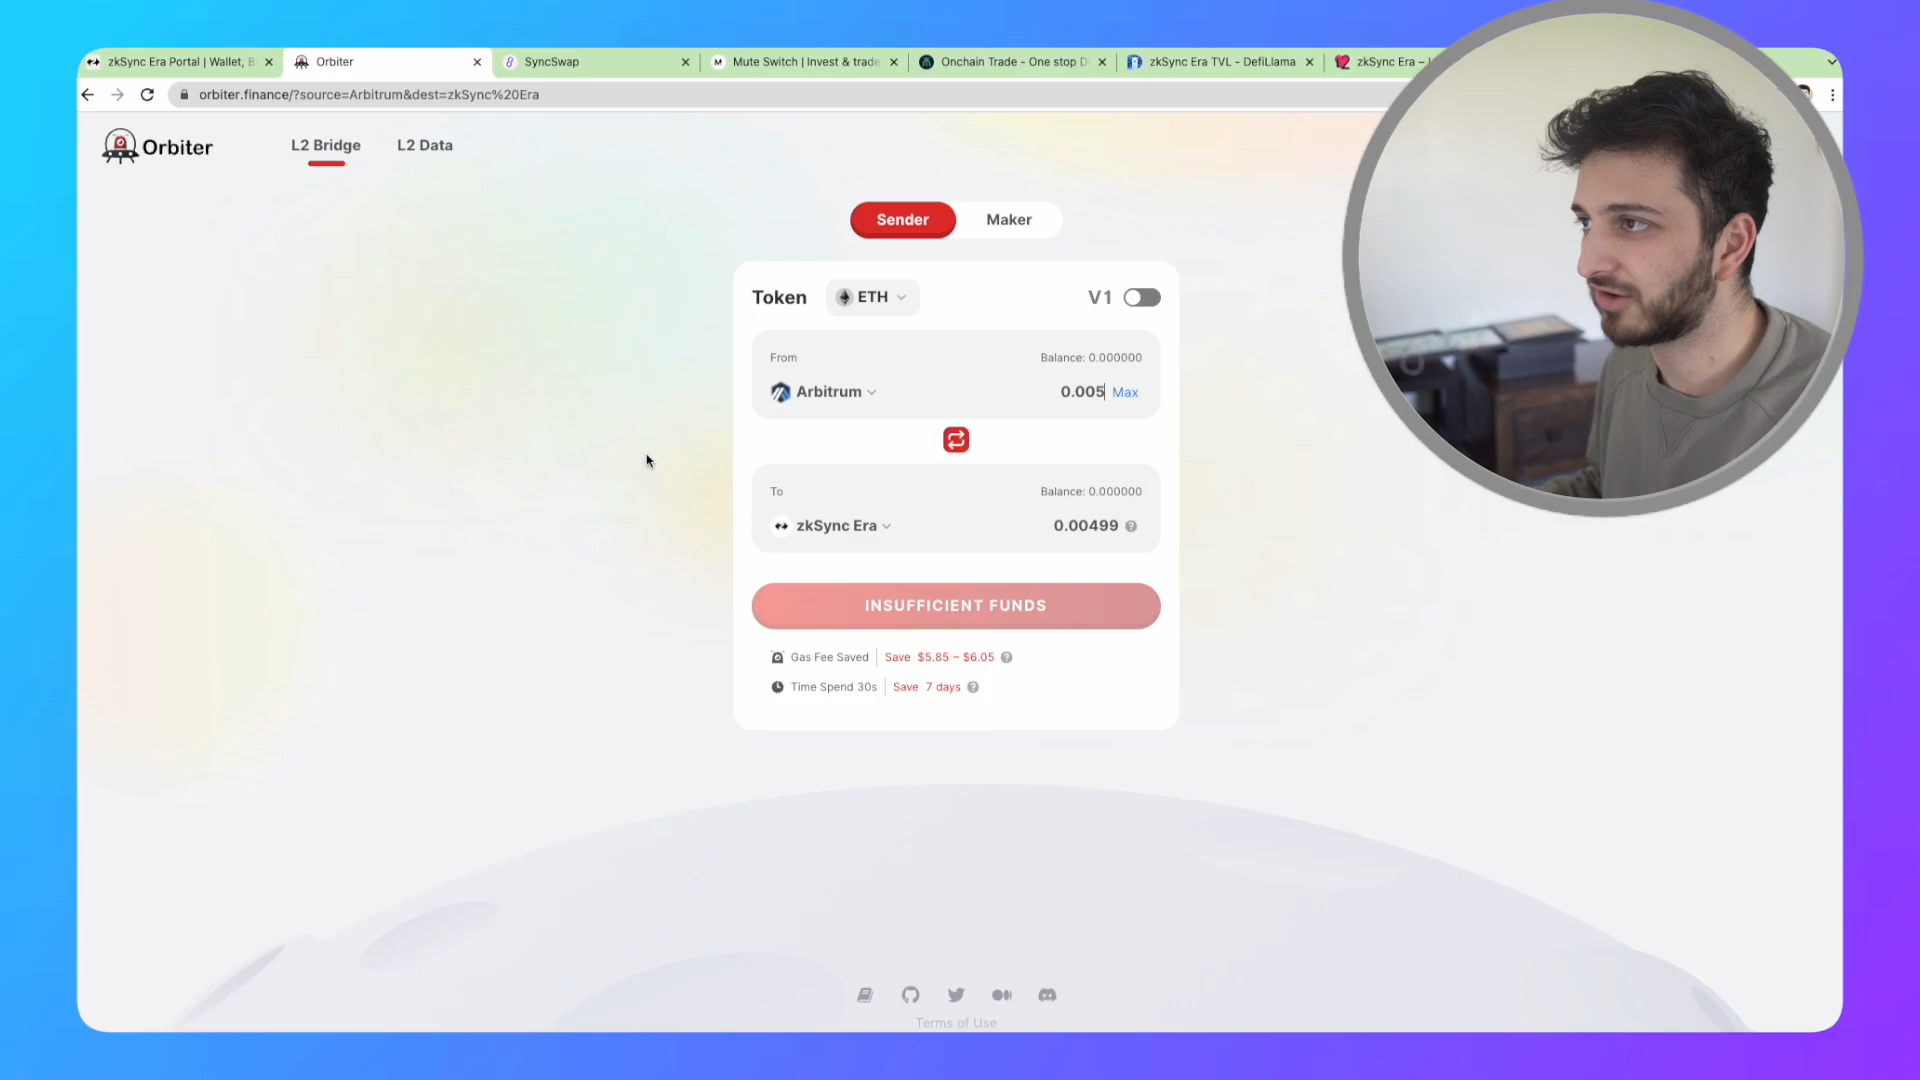 zkSync Era Portal | Wallet, B
Orbiter
SyncSwap
Mute Switch | Invest & trade
Onchain Trade - One stop D
zkSync Era TVL - DefiLlama
zkSync Era –
orbiter.finance/?source=Arbitrum&dest=zkSync%20Era
Orbiter
L2 Bridge
L2 Data
Sender
Maker
Token
ETH
V1
From
Balance: 0.000000
Arbitrum
0.005
Max
To
Balance: 0.000000
zkSync Era
0.00499
INSUFFICIENT FUNDS
Gas Fee Saved
Save $5.85 ~ $6.05
Time Spend 30s
Save 7 days
Terms of Use